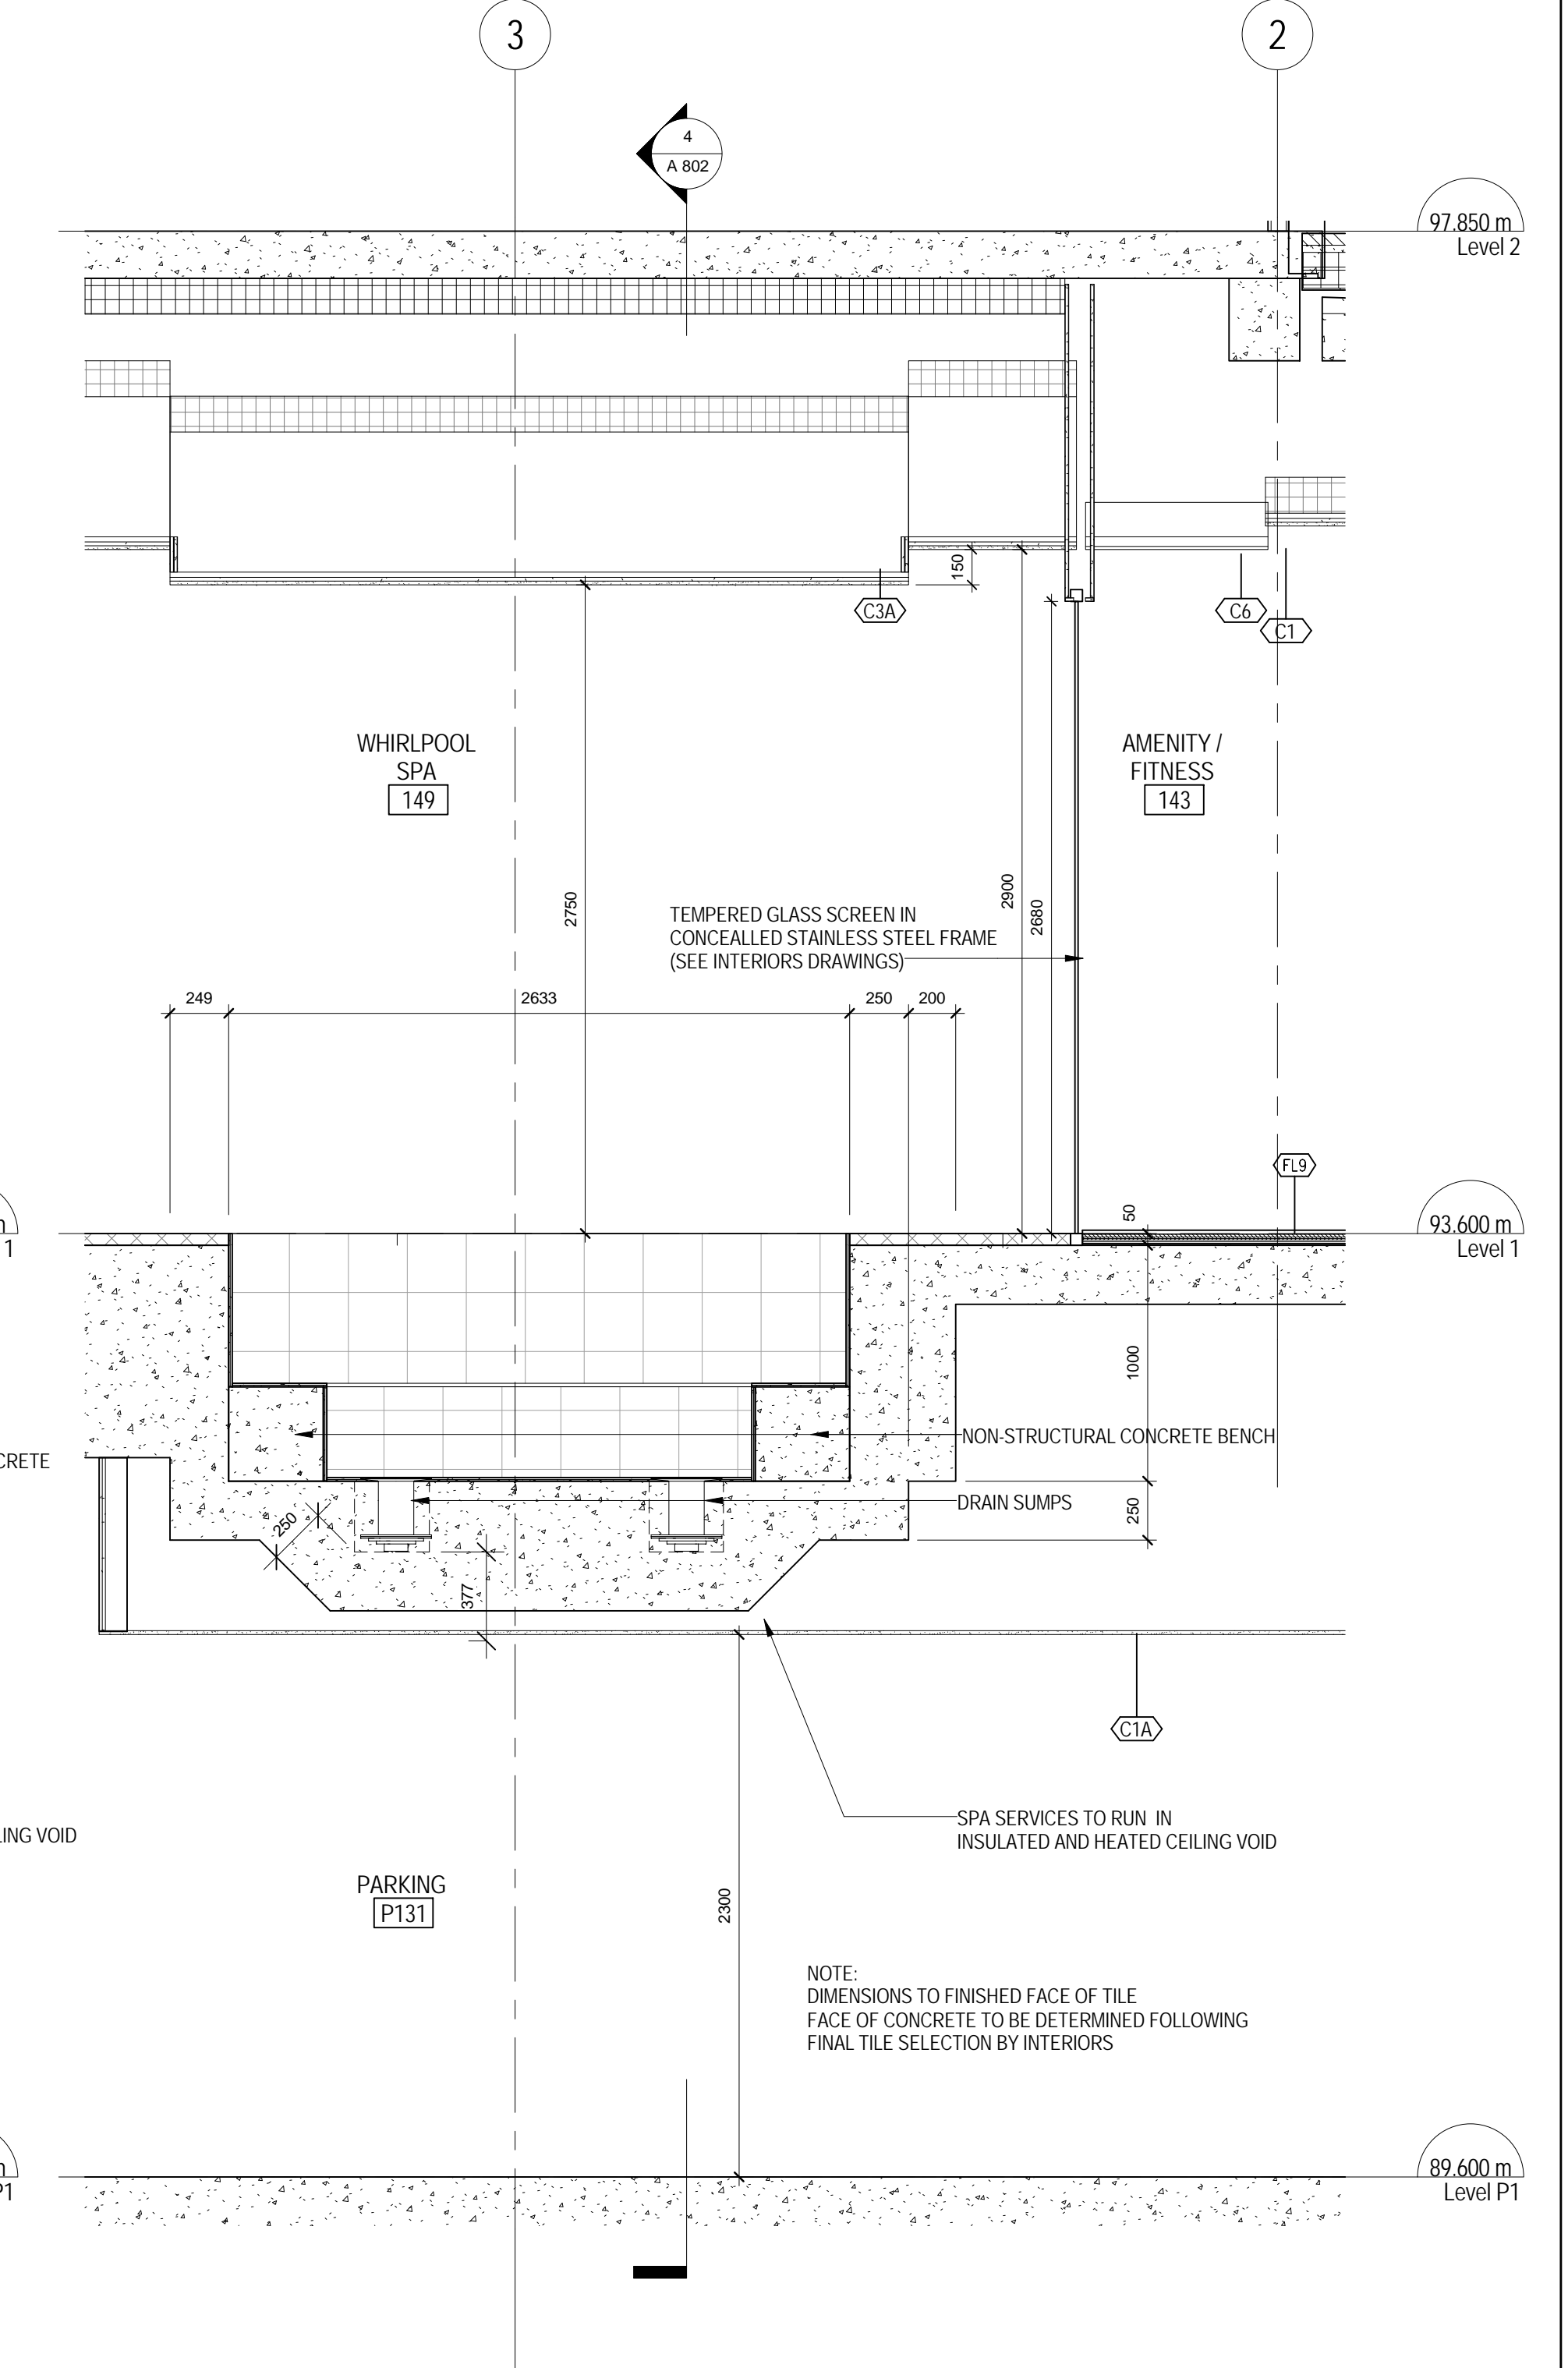 3
2
4
A 802
97.850 m
Level 2
150
C3A
C6
C1
WHIRLPOOL
SPA
149
AMENITY /
FITNESS
143
2750
2900
2680
TEMPERED GLASS SCREEN IN
CONCEALLED STAINLESS STEEL FRAME
(SEE INTERIORS DRAWINGS)
249
2633
250
200
FL9
50
m
1
93.600 m
Level 1
1000
NON-STRUCTURAL CONCRETE BENCH
CRETE
DRAIN SUMPS
250
250
377
C1A
SPA SERVICES TO RUN IN
INSULATED AND HEATED CEILING VOID
LING VOID
PARKING
P131
2300
NOTE:
DIMENSIONS TO FINISHED FACE OF TILE
FACE OF CONCRETE TO BE DETERMINED FOLLOWING
FINAL TILE SELECTION BY INTERIORS
m
P1
89.600 m
Level P1